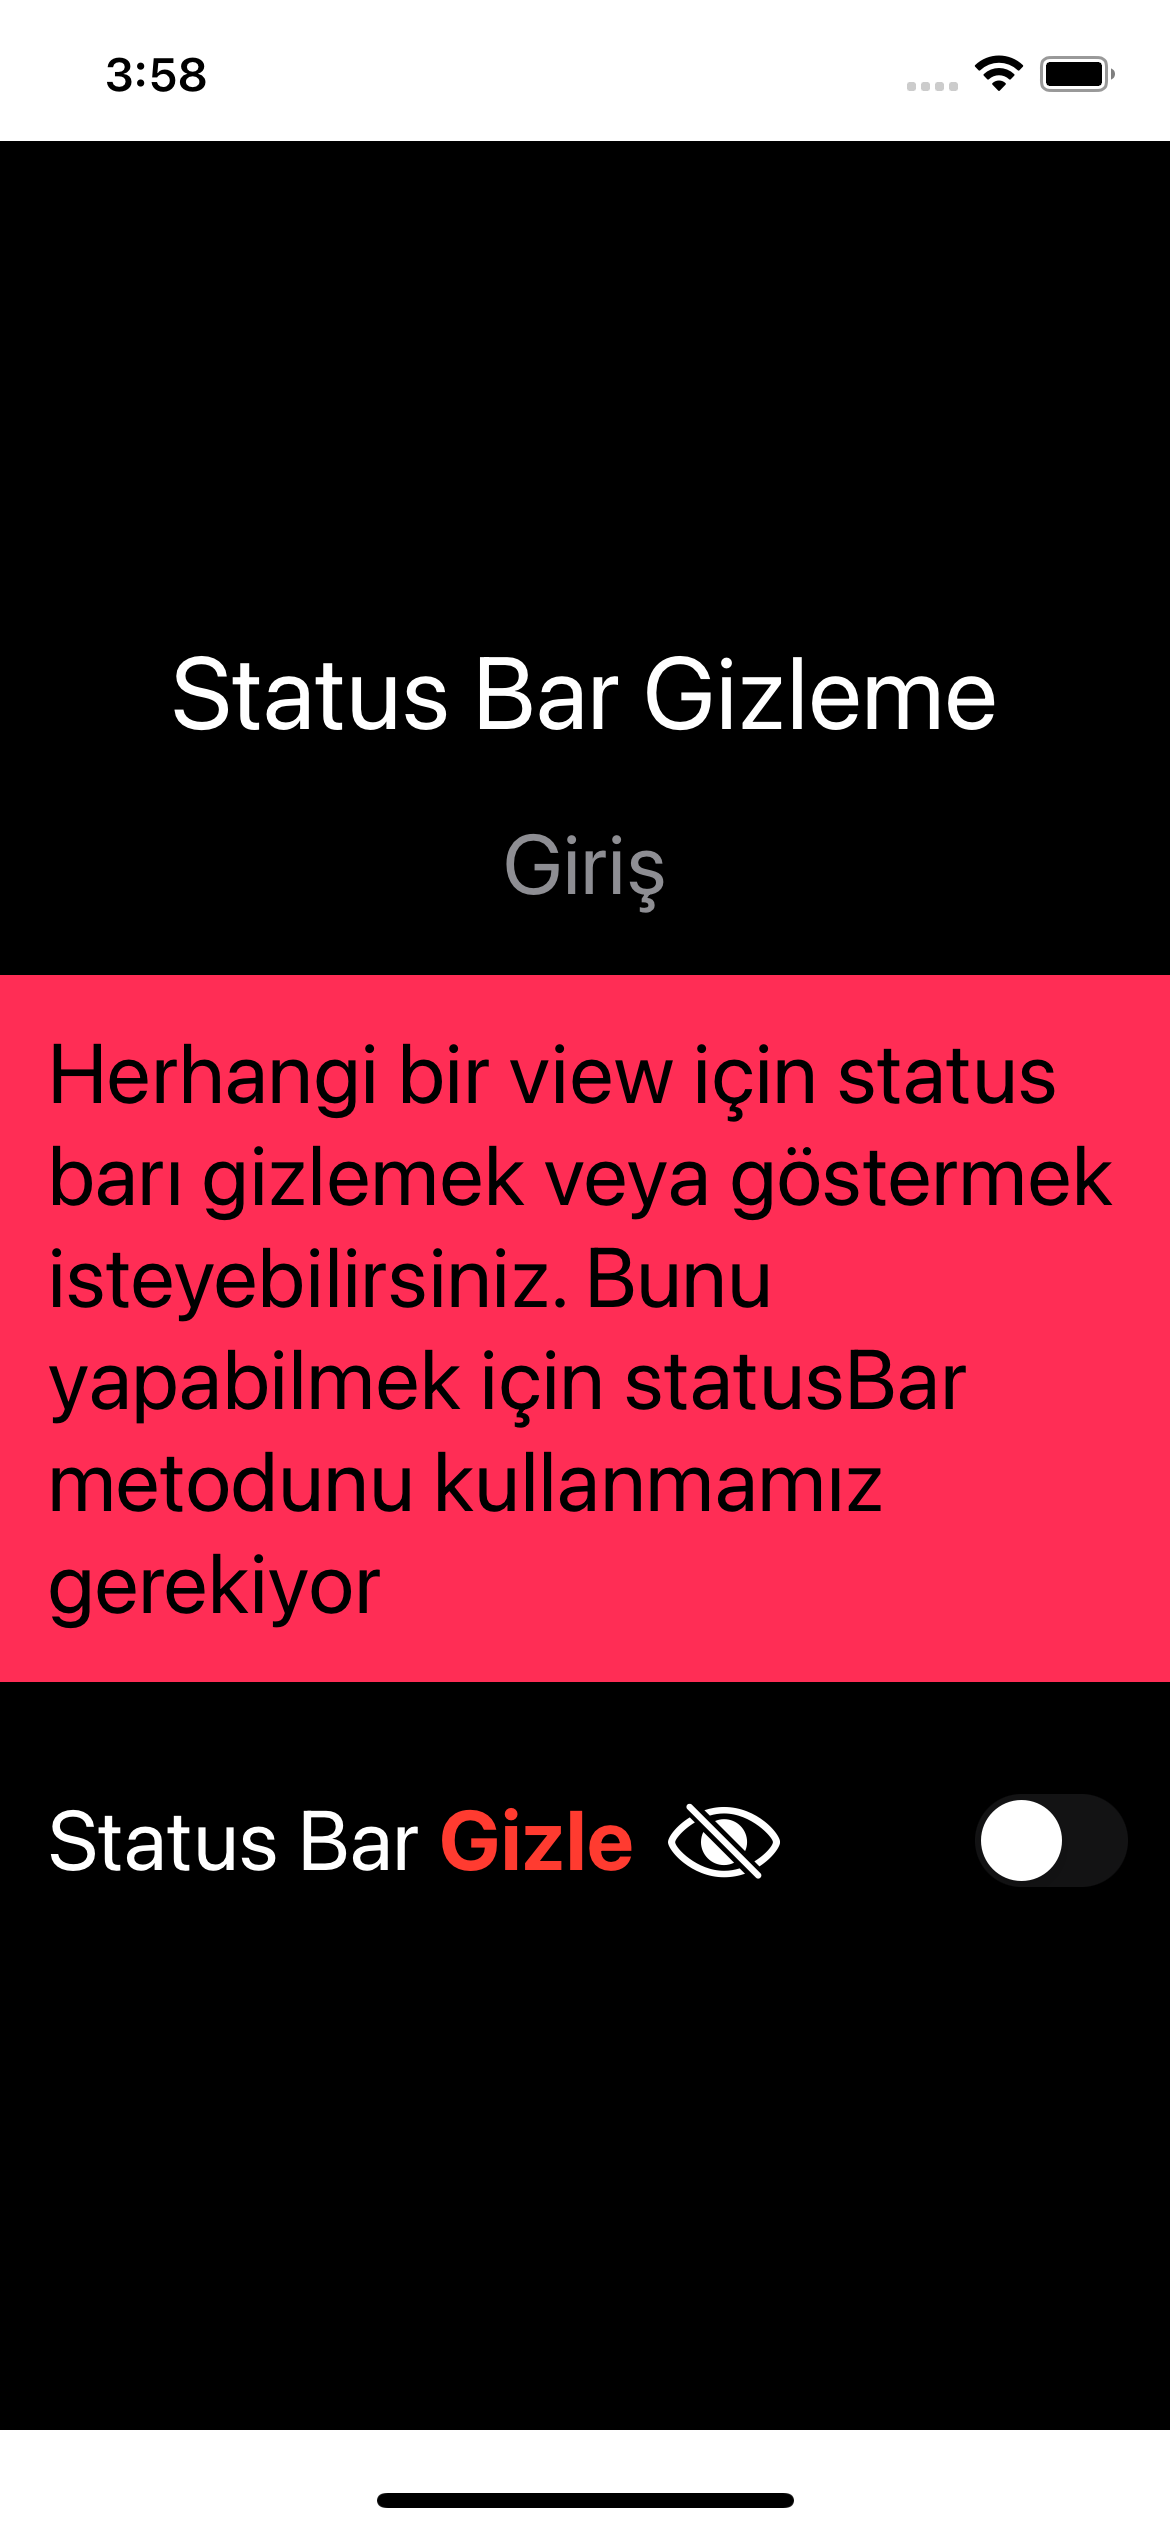 3:58
Status Bar Gizleme
Giriş
Herhangi bir view için status
barı gizlemek veya göstermek
isteyebilirsiniz. Bunu
yapabilmek için statusBar
metodunu kullanmamız
gerekiyor
Status Bar Gizle